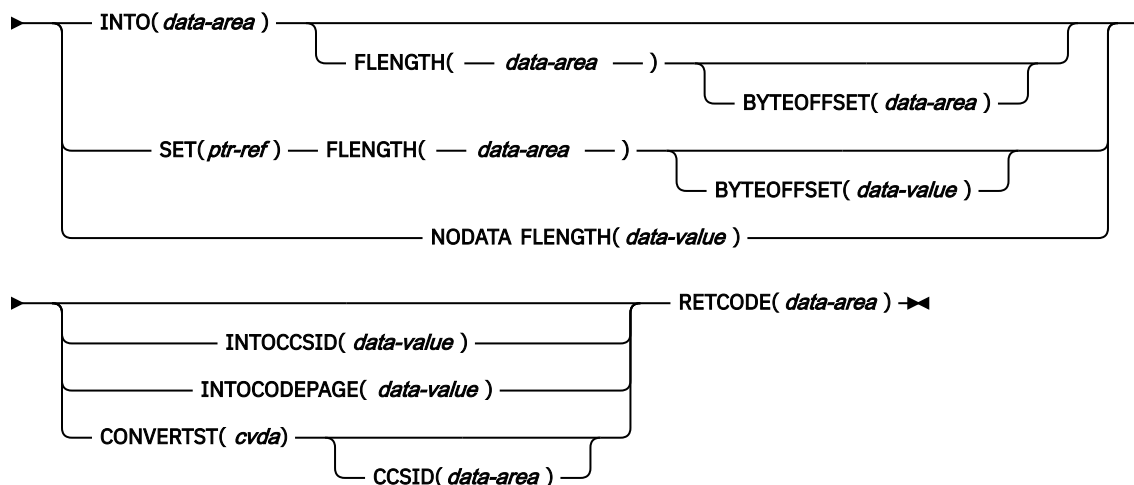 INTO( data-area )
FLENGTH( data-area )
BYTEOFFSET( data-area )
SET( ptr-ref ) FLENGTH( data-area )
BYTEOFFSET( data-value )
NODATA FLENGTH( data-value )
RETCODE( data-area )
INTOCCSID( data-value )
INTOCODEPAGE( data-value )
CONVERTST( cvda)
CCSID( data-area )